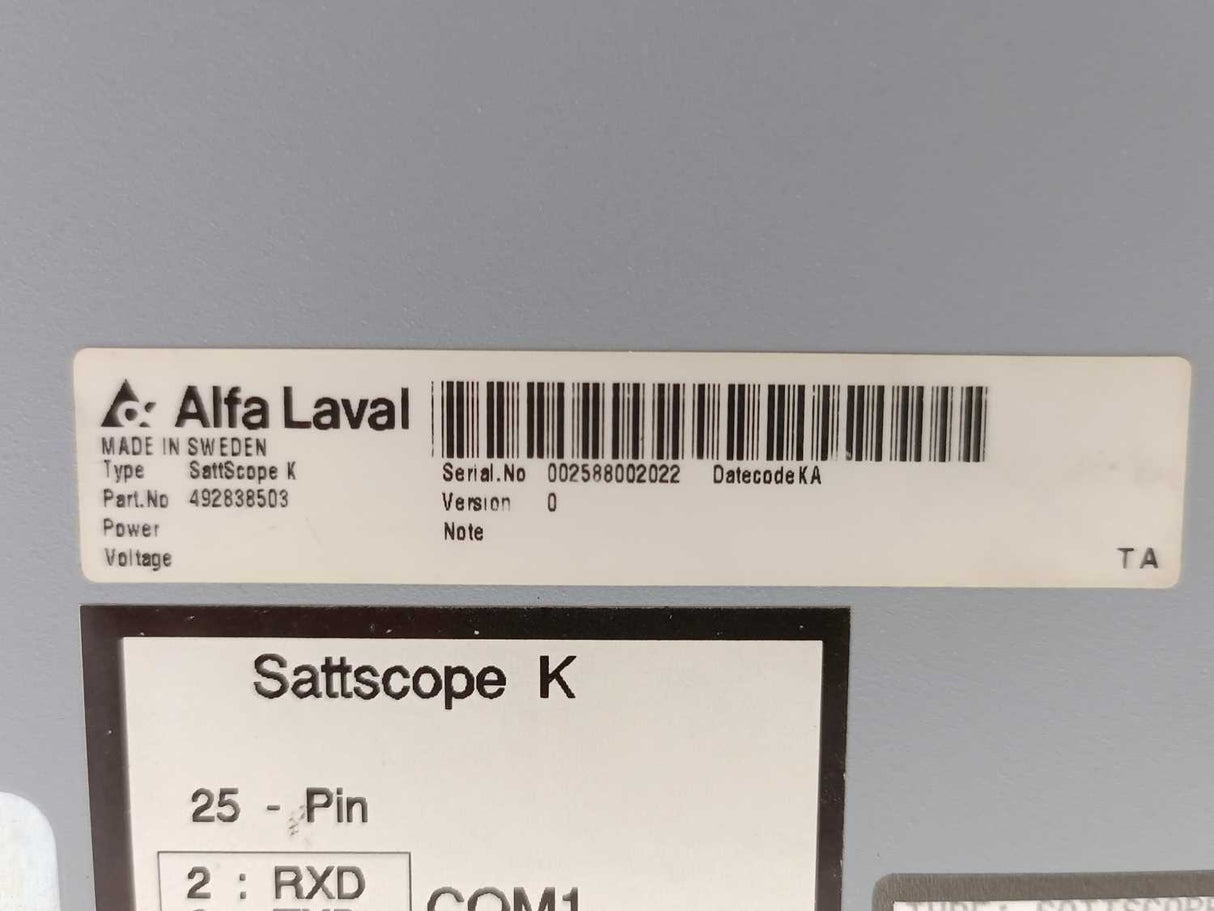 Alfa Laval
MADE IN SWEDEN
Type SattScope K
Part.No 492838503
Power
Voltage
Serial.No 002588002022 Datecode KA
Version 0
Note
TA
Sattscope K
25 - Pin
2 : RXD
COM1